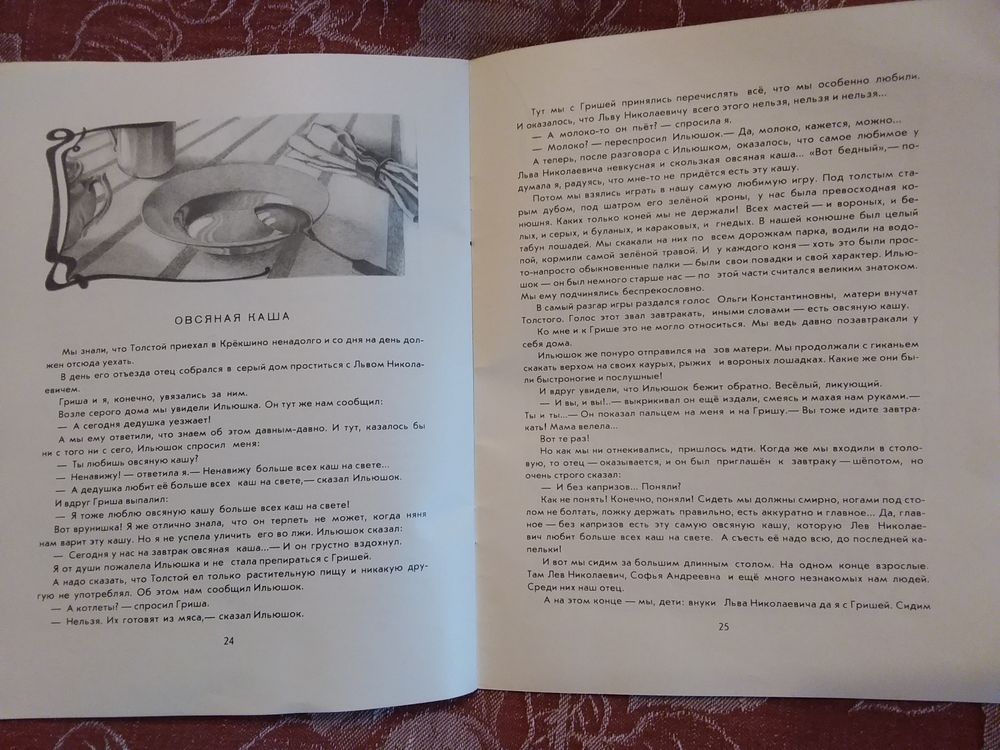 ОВСЯНАЯ КАША
Мы знали, что Толстой приехал в Крёкшино ненадолго и со дня на день дол-
жен отсюда уехать.
В день его отъезда отец собрался в серый дом проститься с Львом Никола-
евичем.
Гриша и я, конечно, увязались за ним.
Возле серого дома мы увидели Ильюшка. Он тут же нам сообщил:
— А сегодня дедушка уезжает!
А мы ему ответили, что знаем об этом давным-давно. И тут, казалось бы
ни с того ни с сего, Ильюшок спросил меня:
— Ты любишь овсяную кашу?
— Ненавижу! — ответила я.— Ненавижу больше всех каш на свете...
— А дедушка любит её больше всех каш на свете,— сказал Ильюшок.
И вдруг Гриша выпалил:
— Я тоже люблю овсяную кашу больше всех каш на свете!
Вот врунишка! Я же отлично знала, что он терпеть не может, когда няня
нам варит эту кашу. Но я не успела уличить его во лжи. Ильюшок сказал:
— Сегодня у нас на завтрак овсяная каша...— И он грустно вздохнул.
Я от души пожалела Ильюшка и не стала препираться с Гришей.
А надо сказать, что Толстой ел только растительную пищу и никакую дру-
гую не употреблял. Об этом нам сообщил Ильюшок.
— А котлеты? — спросил Гриша.
— Нельзя. Их готовят из мяса,— сказал Ильюшок.
24
Тут мы с Гришей принялись перечислять всё, что мы особенно любили.
И оказалось, что Льву Николаевичу всего этого нельзя, нельзя и нельзя...
— А молоко-то он пьёт? — спросила я.
— Молоко? — переспросил Ильюшок.— Да, молоко, кажется, можно...
А теперь, после разговора с Ильюшком, оказалось, что самое любимое у
Льва Николаевича невкусная и скользкая овсяная каша... «Вот бедный»,— по-
думала я, радуясь, что мне-то не придётся есть эту кашу.
Потом мы взялись играть в нашу самую любимую игру. Под толстым ста-
рым дубом, под шатром его зелёной кроны, у нас была превосходная ко-
нюшня. Каких только коней мы не держали! Всех мастей — и вороных, и бе-
лых, и серых, и буланых, и караковых, и гнедых. В нашей конюшне был целый
табун лошадей. Мы скакали на них по всем дорожкам парка, водили на водо-
пой, кормили самой зелёной травой. И у каждого коня — хоть это были прос-
то-напросто обыкновенные палки — были свои повадки и свой характер. Илью-
шок — он был немного старше нас — по этой части считался великим знатоком.
Мы ему подчинялись беспрекословно.
В самый разгар игры раздался голос Ольги Константиновны, матери внучат
Толстого. Голос этот звал завтракать, иными словами — есть овсяную кашу.
Ко мне и к Грише это не могло относиться. Мы ведь давно позавтракали у
себя дома.
Ильюшок же понуро отправился на зов матери. Мы продолжали с гиканьем
скакать верхом на своих каурых, рыжих и вороных лошадках. Какие же они бы-
ли быстроногие и послушные!
И вдруг увидели, что Ильюшок бежит обратно. Весёлый, ликующий.
— И вы, и вы!..— выкрикивал он ещё издали, смеясь и махая нам руками.—
Ты и ты...— Он показал пальцем на меня и на Гришу.— Вы тоже идите завтра-
кать! Мама велела...
Вот те раз!
Но как мы ни отнекивались, пришлось идти. Когда же мы входили в столо-
вую, то отец — оказывается, и он был приглашён к завтраку — шёпотом, но
очень строго сказал:
— И без капризов... Поняли?
Как не понять! Конечно, поняли! Сидеть мы должны смирно, ногами под сто-
лом не болтать, ложку держать правильно, есть аккуратно и главное... Да, глав-
ное — без капризов есть эту самую овсяную кашу, которую Лев Николае-
вич любит больше всех каш на свете. А съесть её надо всю, до последней ка-
пельки!
И вот мы сидим за большим длинным столом. На одном конце взрослые.
Там Лев Николаевич, Софья Андреевна и ещё много незнакомых нам людей.
Среди них наш отец.
А на этом конце — мы, дети: внуки Льва Николаевича да я с Гришей. Сидим
25